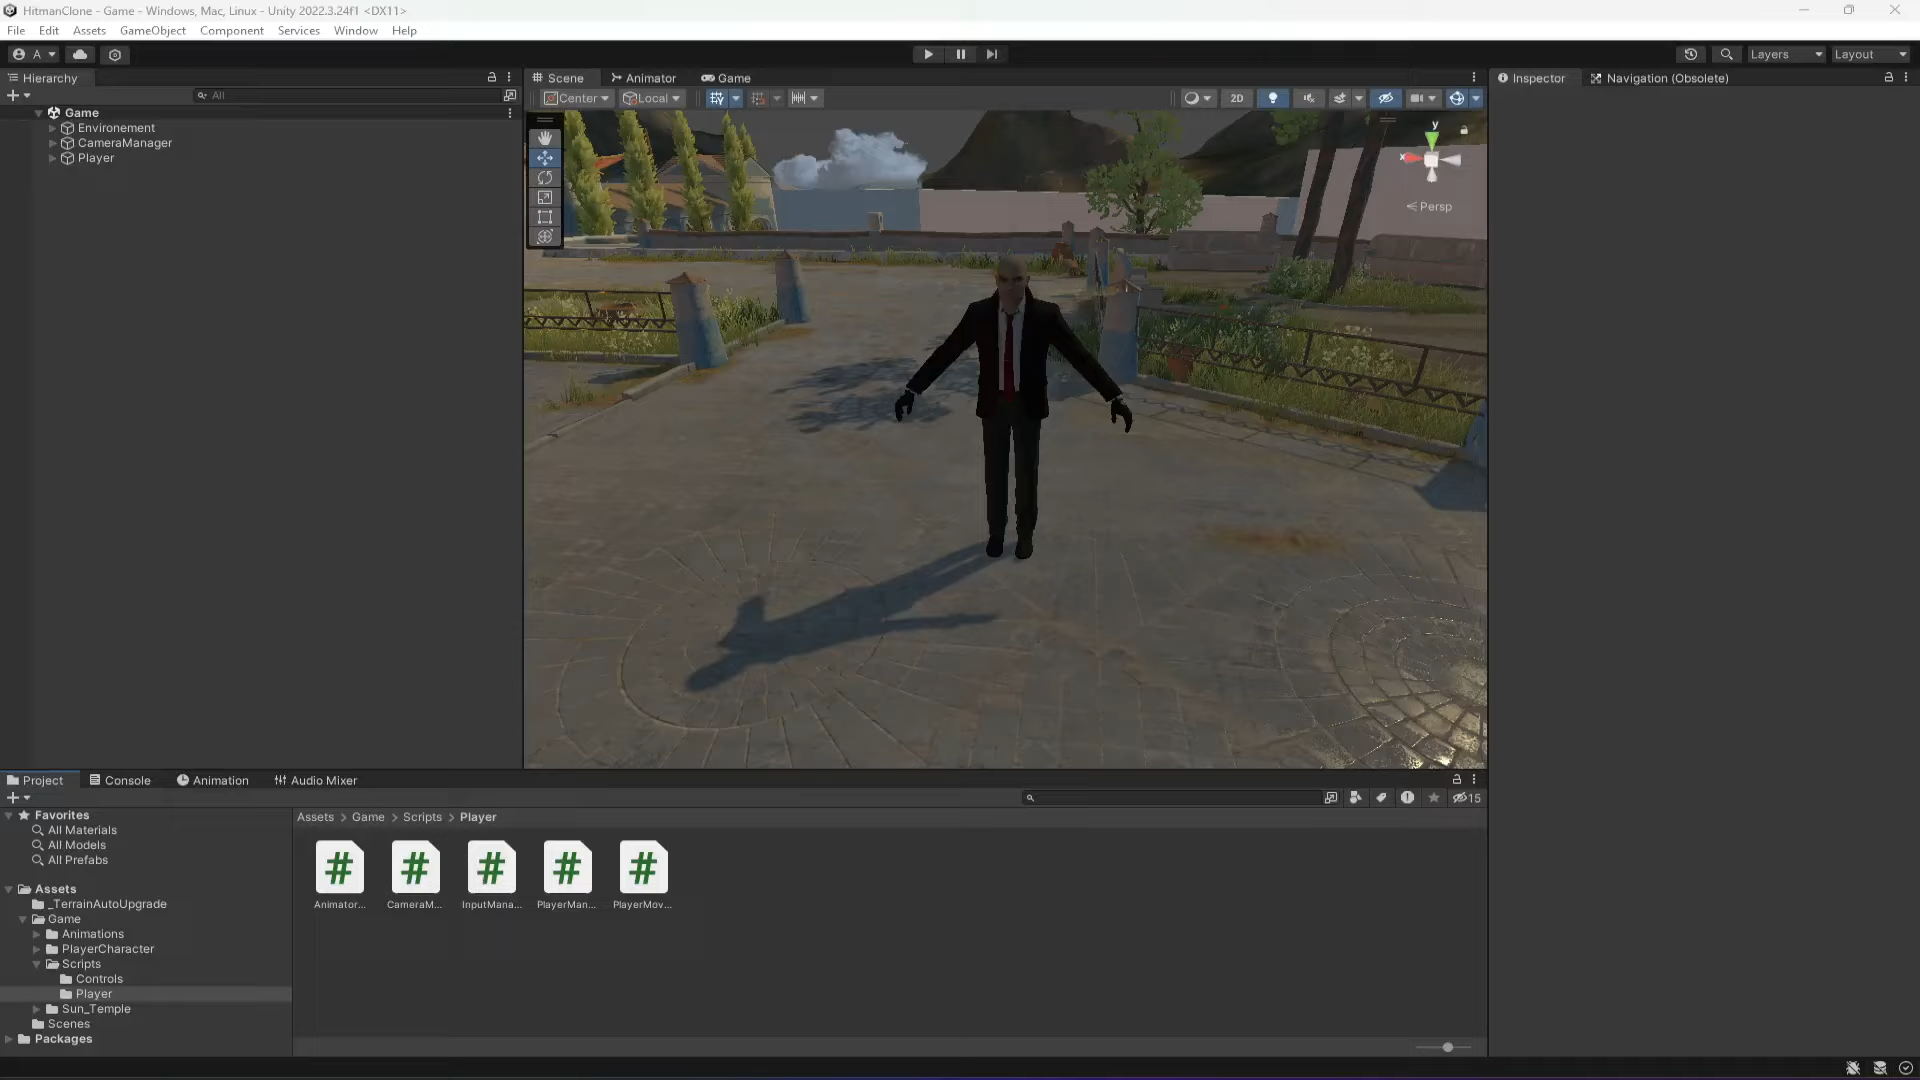 HitmanClone - Game - Windows, Mac, Linux - Unity 2022.3.24f1 <DX11>
File Edit Assets GameObject Component Services Window Help
A Layers Layout
Hierarchy
All
Game
Environement
CameraManager
Player
Scene Animator Game
Center Local 2D
y
x
Persp
Inspector Navigation (Obsolete)
Project Console Animation Audio Mixer
15
Favorites
All Materials
All Models
All Prefabs
Assets
_TerrainAutoUpgrade
Game
Animations
PlayerCharacter
Scripts
Controls
Player
Sun_Temple
Scenes
Packages
Assets > Game > Scripts > Player
Animator... CameraM... InputMana... PlayerMan... PlayerMov...